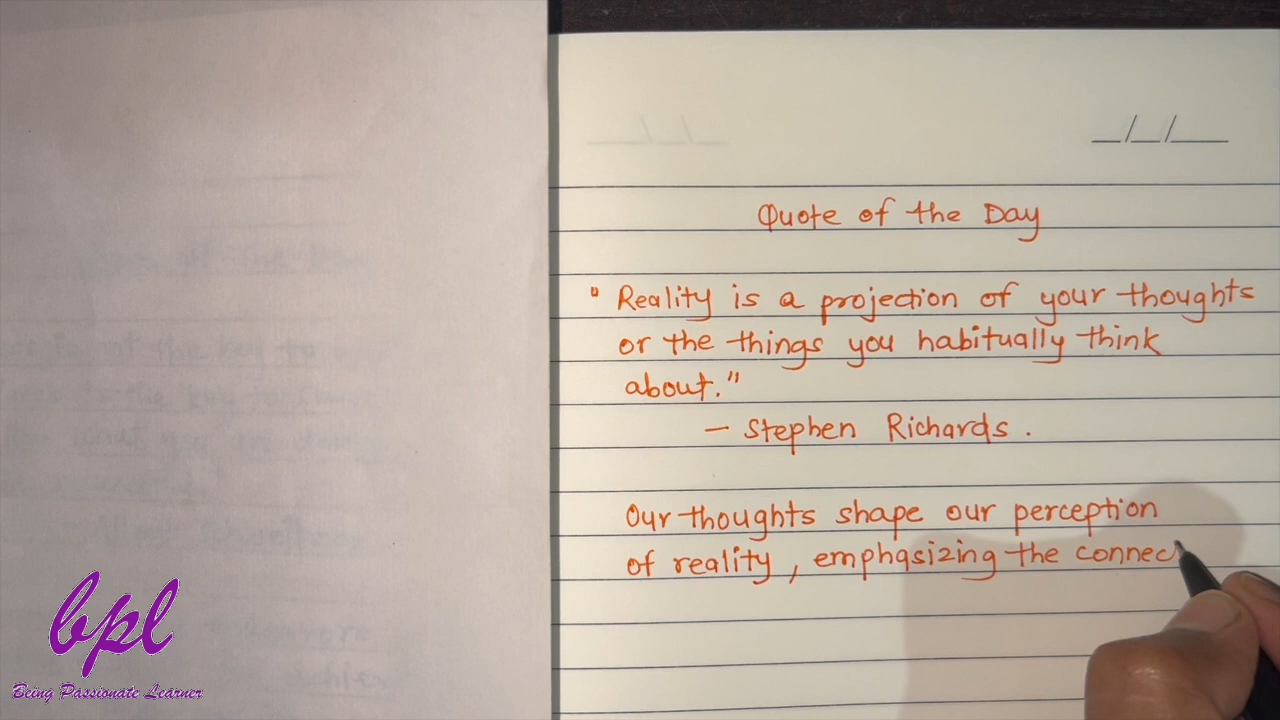 Quote of the Day
"Reality is a projection of your thoughts
or the things you habitually think
about."
- Stephen Richards.
Our thoughts shape our perception
of reality, emphasizing the connec
bpl
Being Passionate Learner